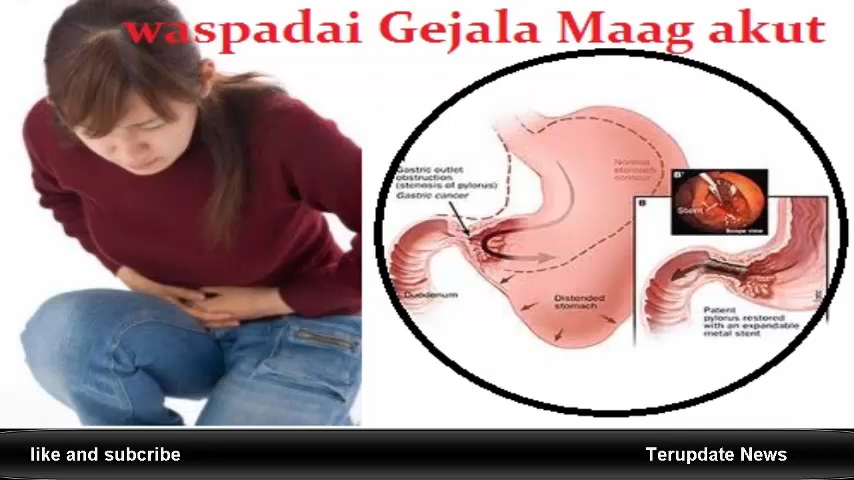 waspadai Gejala Maag akut
Gastric outlet
obstruction
(stenosis of pylorus)
Gastric cancer
Normal
stomach
contour
Duodenum
Distended
stomach
B'
Stent
Scope view
B
Patent
pylorus restored
with an expandable
metal stent
like and subcribe
Terupdate News